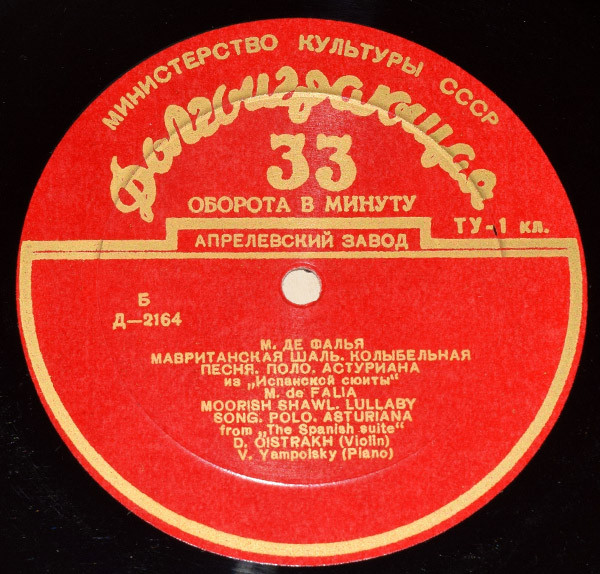 МИНИСТЕРСТВО КУЛЬТУРЫ СССР
Долгоиграющая
33
ОБОРОТА В МИНУТУ
ТУ-1 кл.
АПРЕЛЕВСКИЙ ЗАВОД
Б
Д—2164
М. ДЕ ФАЛЬЯ
МАВРИТАНСКАЯ ШАЛЬ. КОЛЫБЕЛЬНАЯ
ПЕСНЯ. ПОЛО. АСТУРИАНА
из „Испанской сюиты"
M. de FALIA
MOORISH SHAWL. LULLABY
SONG. POLO. ASTURIANA
from „The Spanish suite"
D. OISTRAKH (Violin)
V. Yampolsky (Piano)